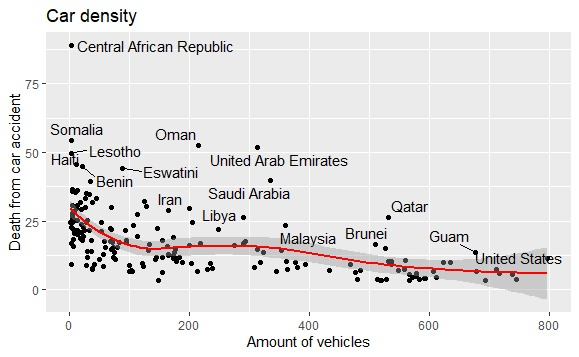 Car density
Central African Republic
75
Somalia
Oman
Lesotho
50
Haiti
United Arab Emirates
Eswatini
Benin
Saudi Arabia
Iran
Qatar
Libya
25
Malaysia
Brunei
Guam
United States
0
0 200 400 600 800
Amount of vehicles
Death from car accident